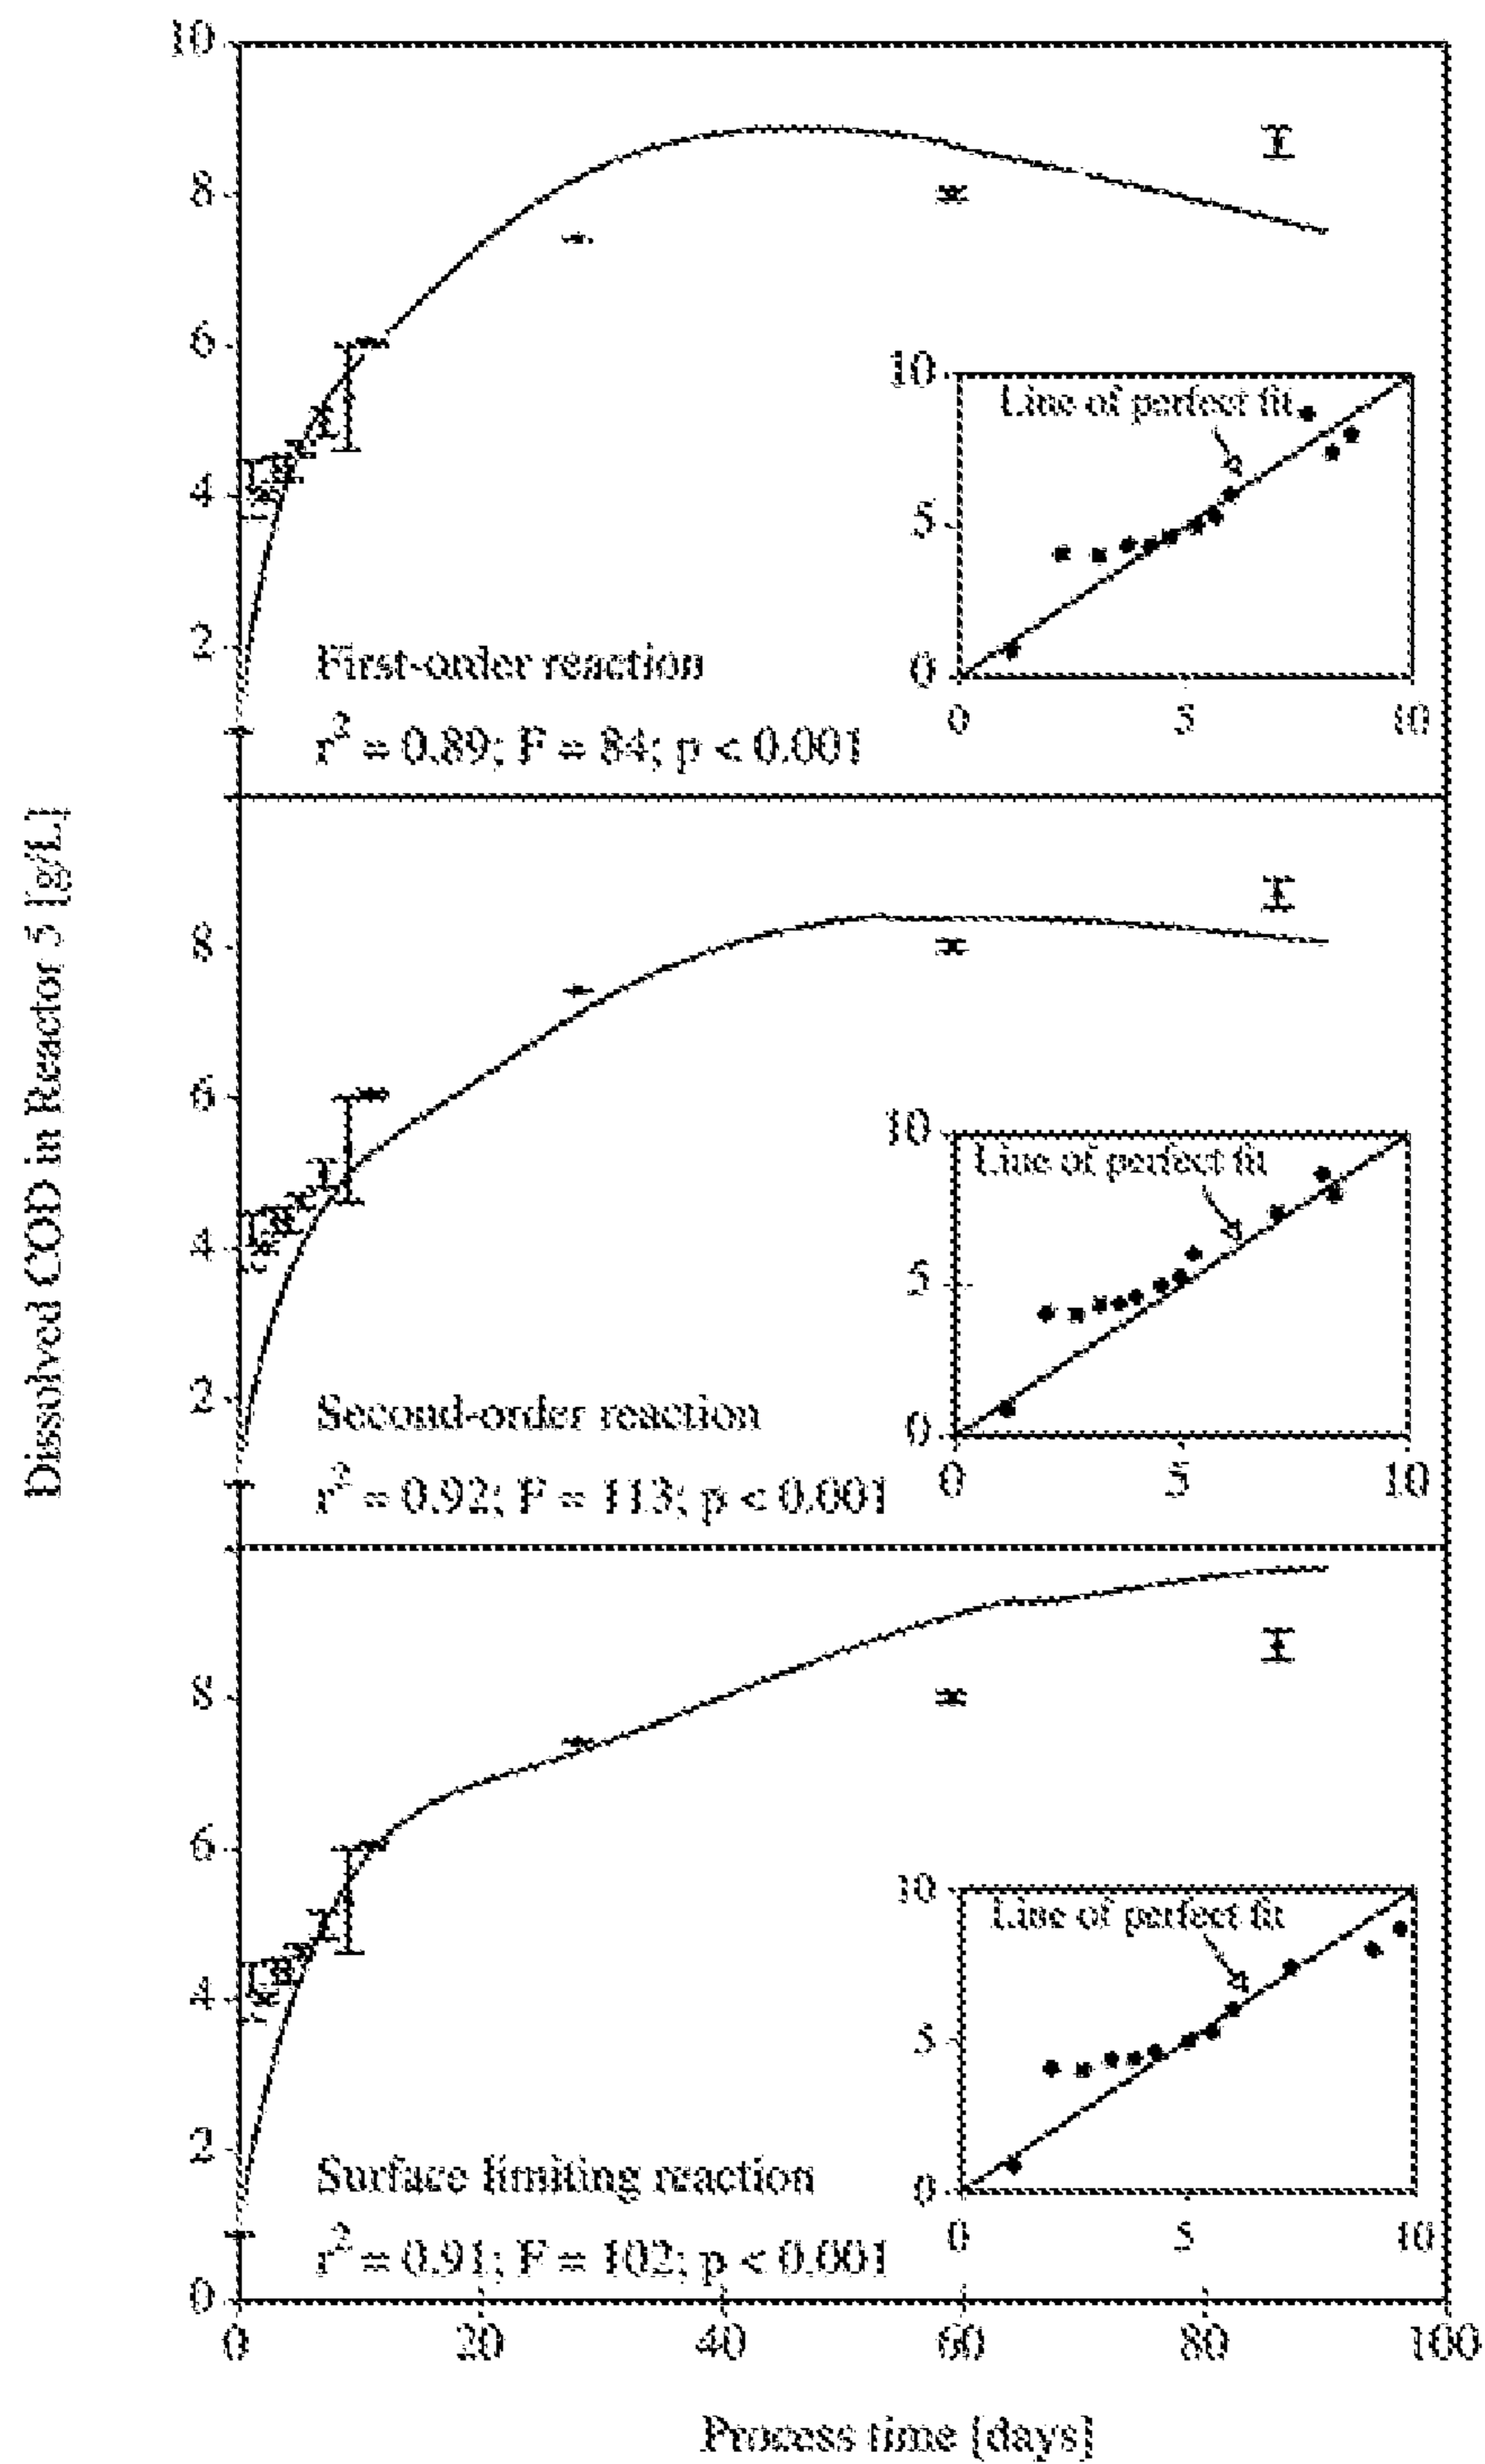 Dissolved COD in Reactor 5 [g/L]
10
8
6
4
2
First-order reaction
r² = 0.89; F = 84; p < 0.001
10
5
0
Line of perfect fit
0 5 10
8
6
4
2
Second-order reaction
r² = 0.92; F = 113; p < 0.001
10
5
0
Line of perfect fit
0 5 10
8
6
4
2
0
Surface limiting reaction
r² = 0.91; F = 102; p < 0.001
10
5
0
Line of perfect fit
0 5 10
0 20 40 60 80 100
Process time [days]